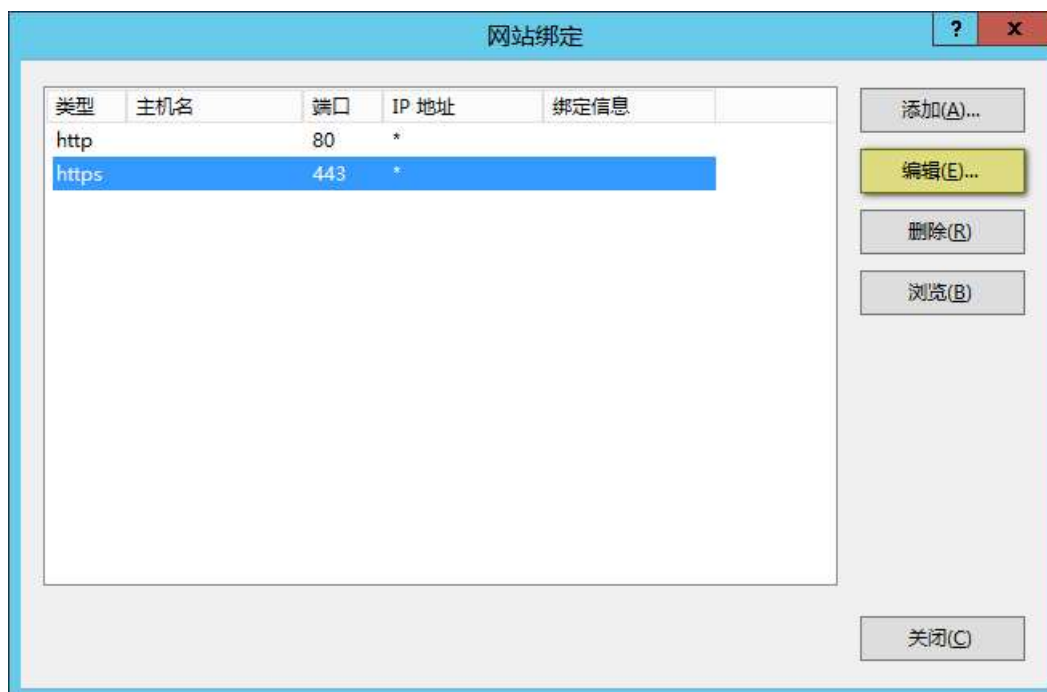 网站绑定
? x
类型 主机名 端口 IP 地址 绑定信息
http 80 *
https 443 *
添加(A)...
编辑(E)...
删除(R)
浏览(B)
关闭(C)